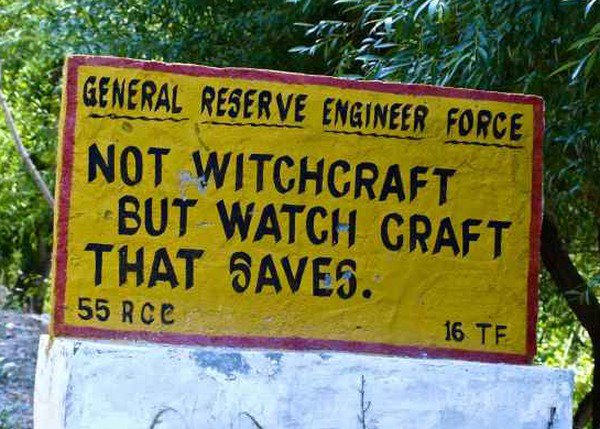 GENERAL RESERVE ENGINEER FORCE
NOT WITCHCRAFT
BUT WATCH CRAFT
THAT SAVES.
55 RCC 16 TF